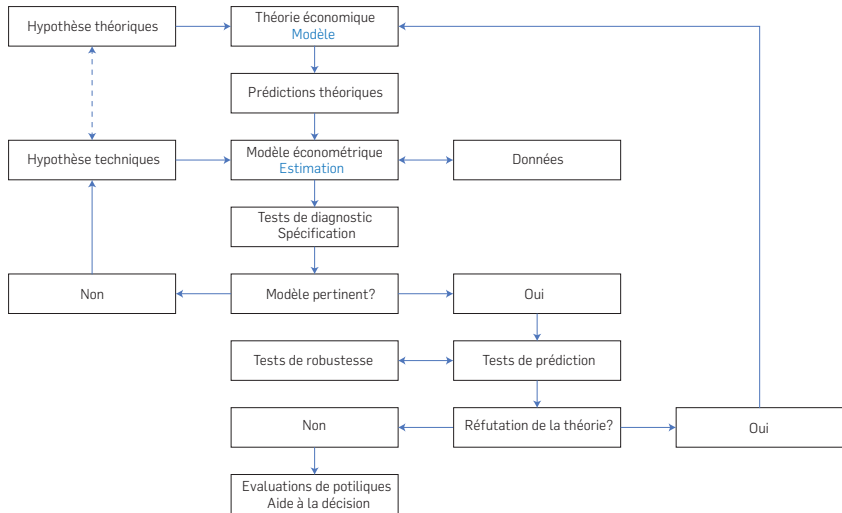 Hypothèse théoriques
Théorie économique
Modèle
Prédictions théoriques
Hypothèse techniques
Modèle économétrique
Estimation
Données
Tests de diagnostic
Spécification
Non
Modèle pertinent?
Oui
Tests de robustesse
Tests de prédiction
Non
Réfutation de la théorie?
Oui
Evaluations de potiliques
Aide à la décision